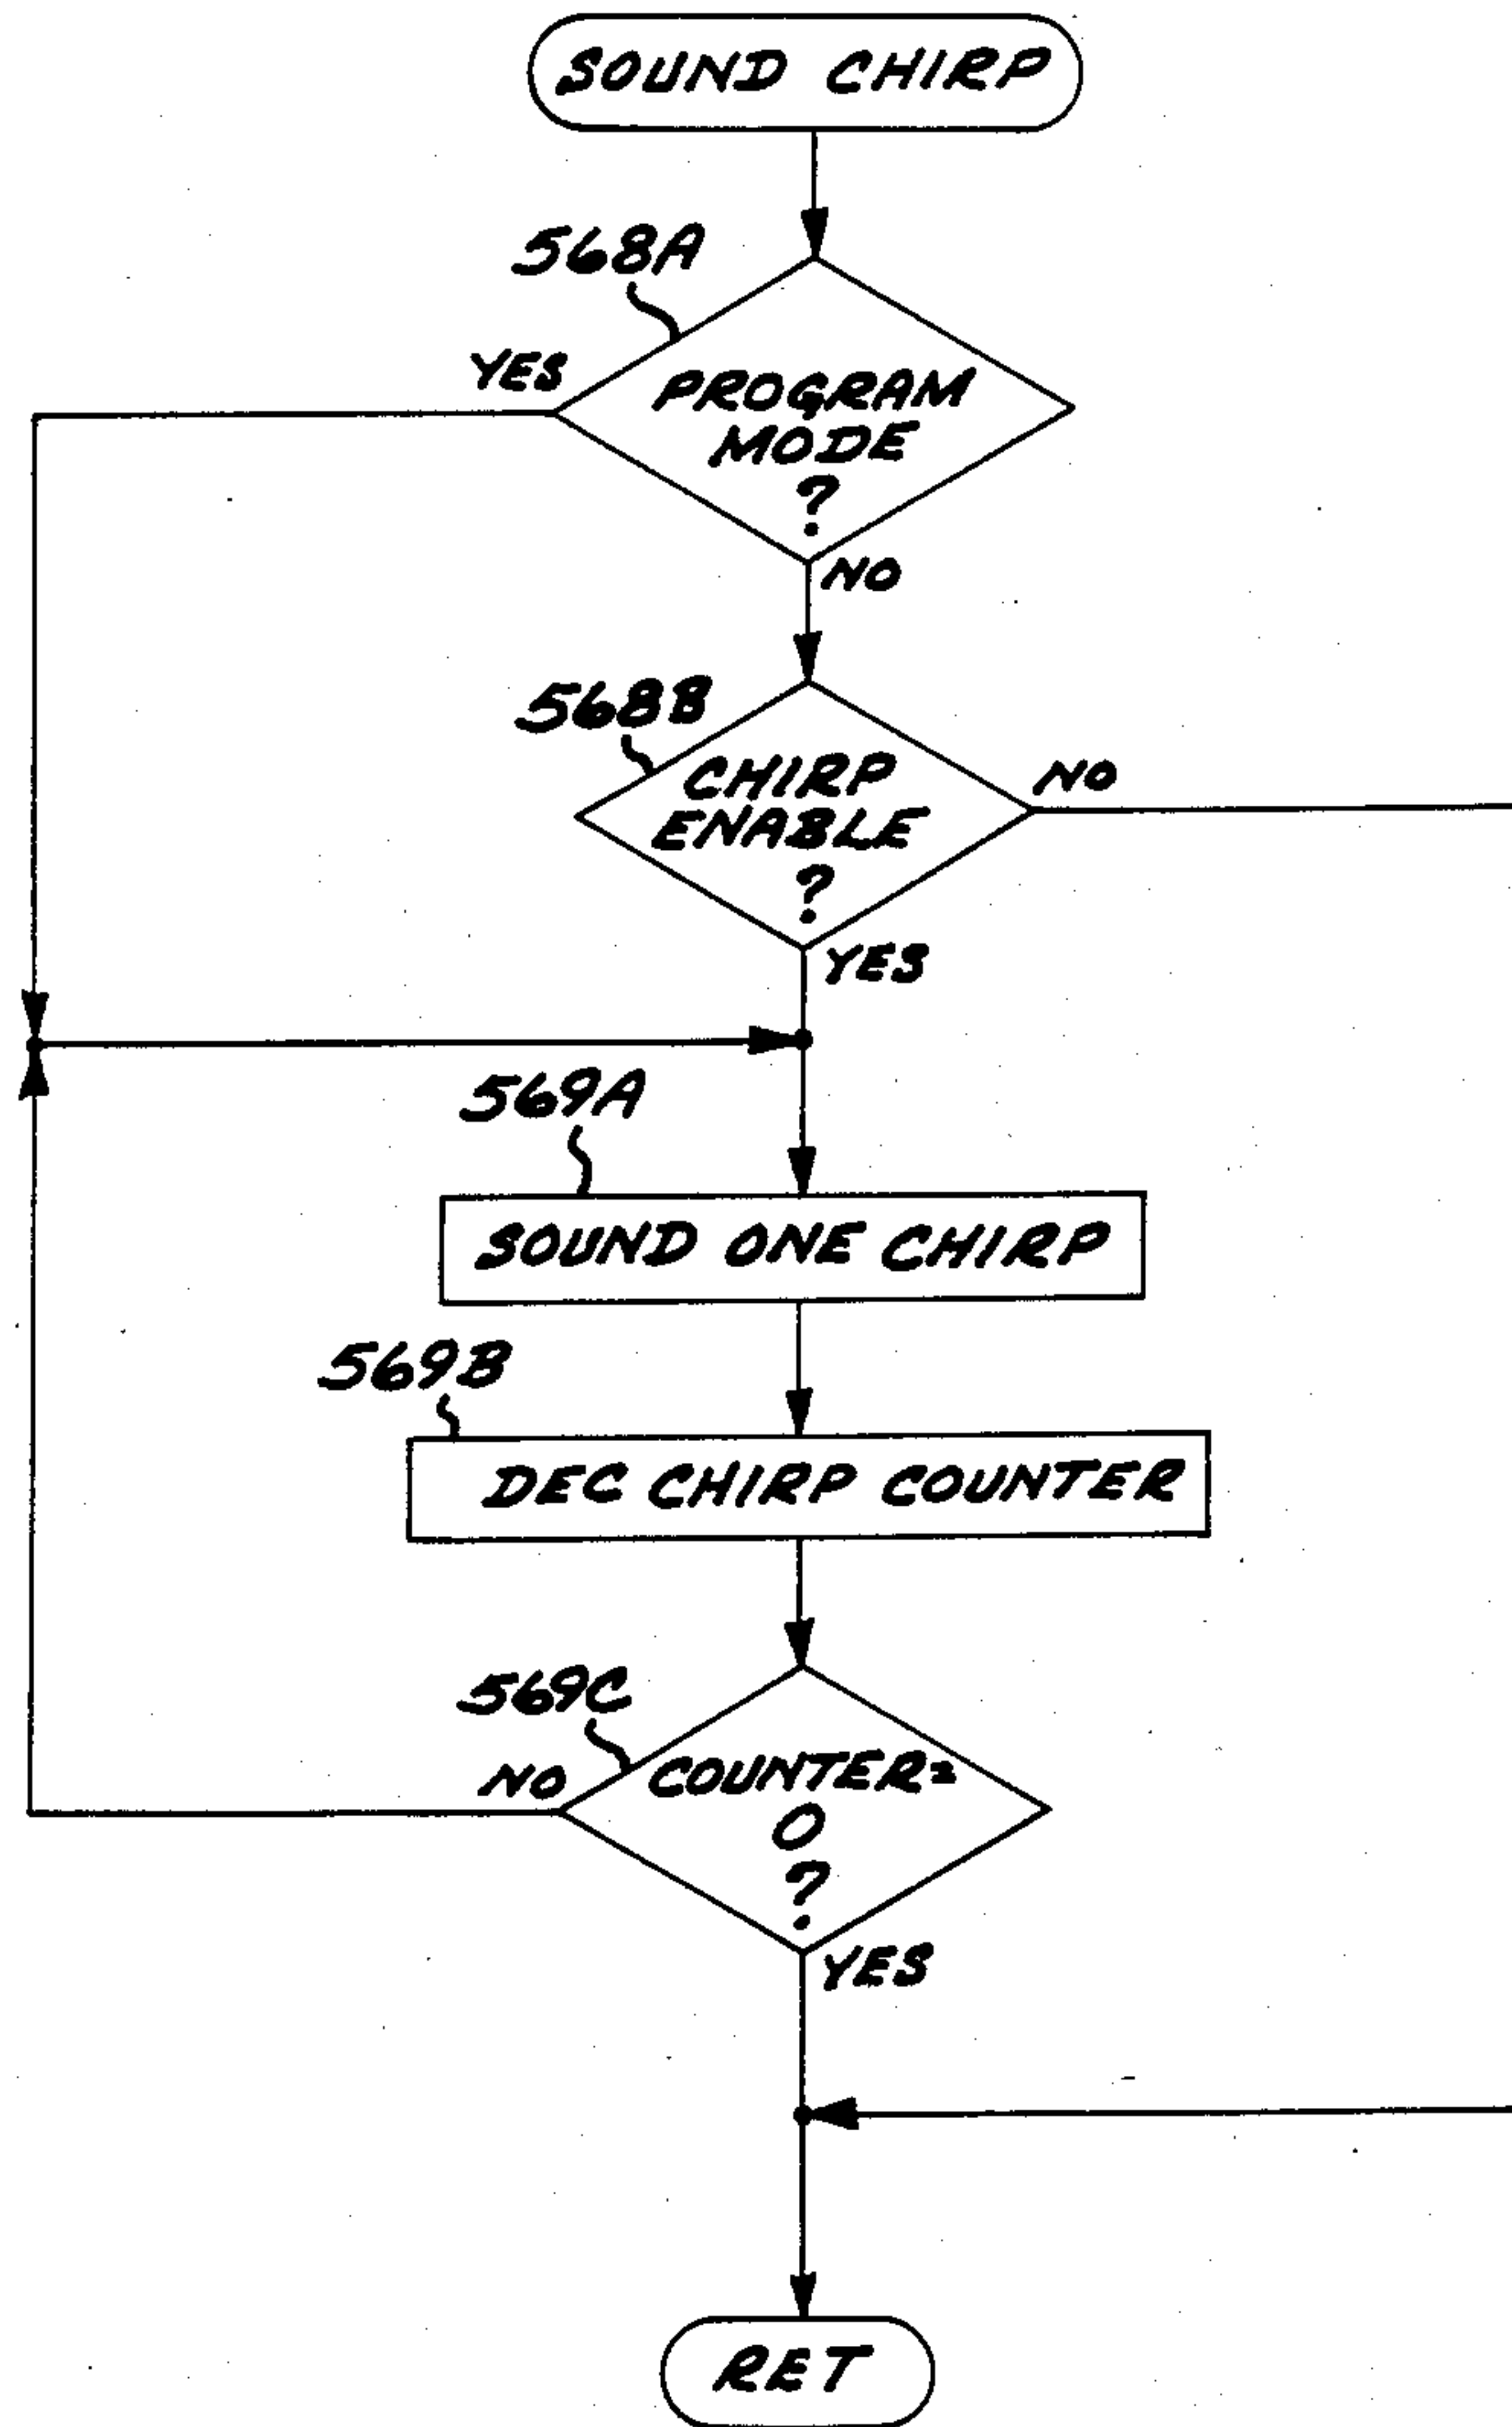 SOUND CHIRP
568A
YES
PROGRAM
MODE
?
NO
568B
CHIRP
ENABLE
?
NO
YES
569A
SOUND ONE CHIRP
569B
DEC CHIRP COUNTER
569C
NO
COUNTER=
0
?
YES
RET